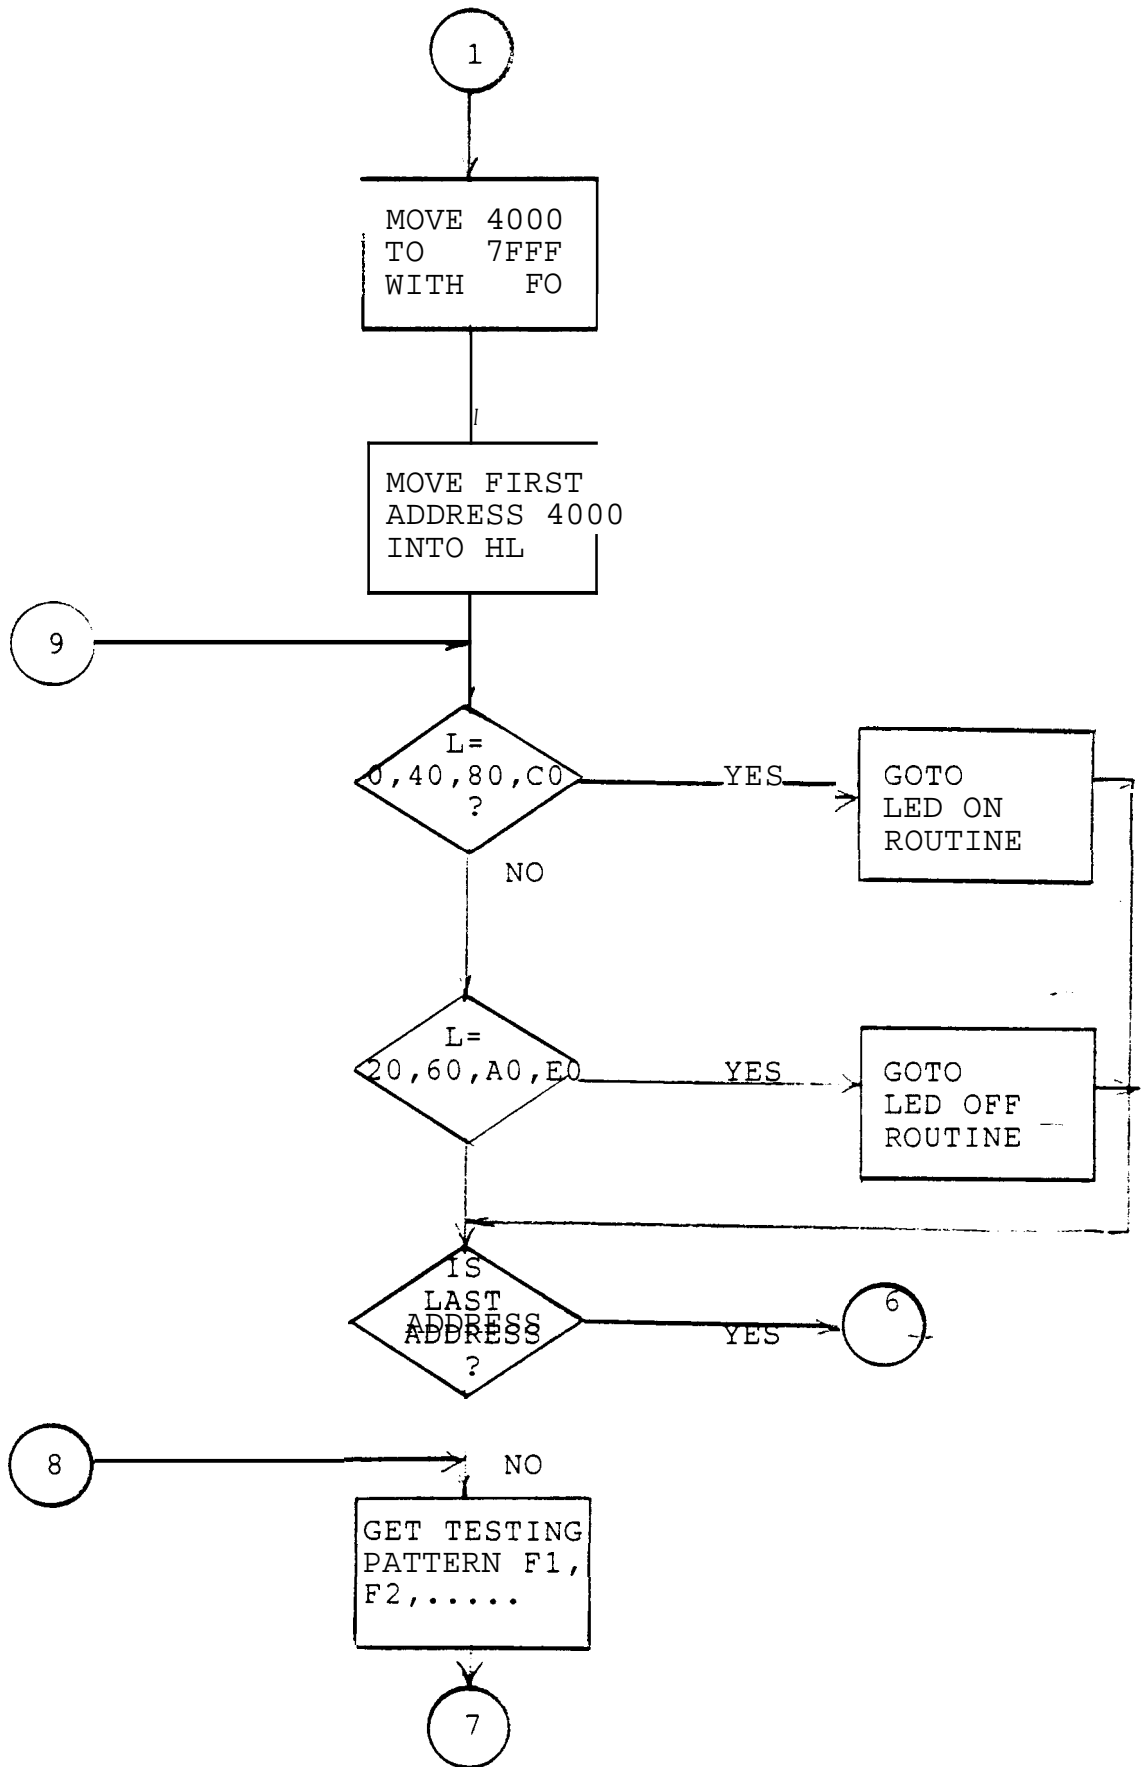 1
MOVE 4000
TO 7FFF
WITH FO
MOVE FIRST
ADDRESS 4000
INTO HL
9
L=
0,40,80,C0
?
YES
GOTO
LED ON
ROUTINE
NO
L=
20,60,A0,E0
YES
GOTO
LED OFF
ROUTINE
IS
LAST
ADDRESS
ADDRESS
?
YES
6
8
NO
GET TESTING
PATTERN F1,
F2,.....
7